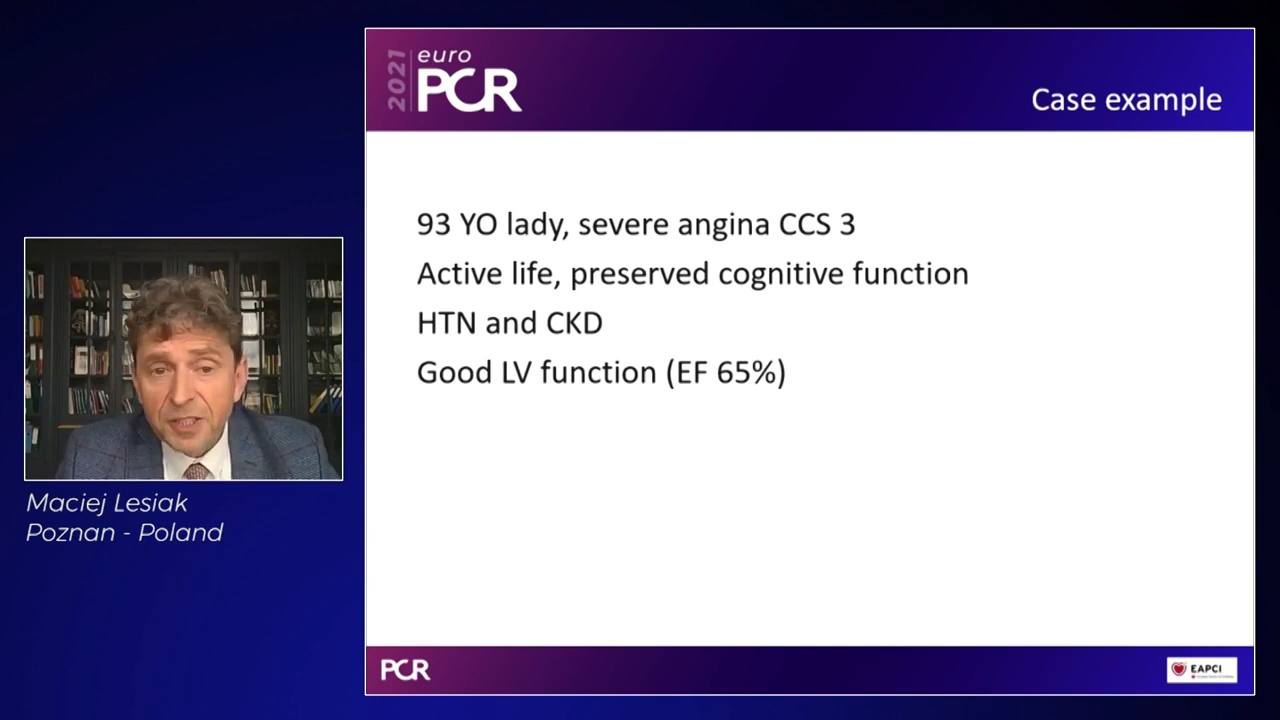 2021
euro
PCR
Case example
93 YO lady, severe angina CCS 3
Active life, preserved cognitive function
HTN and CKD
Good LV function (EF 65%)
Maciej Lesiak
Poznan - Poland
PCR
EAPCI